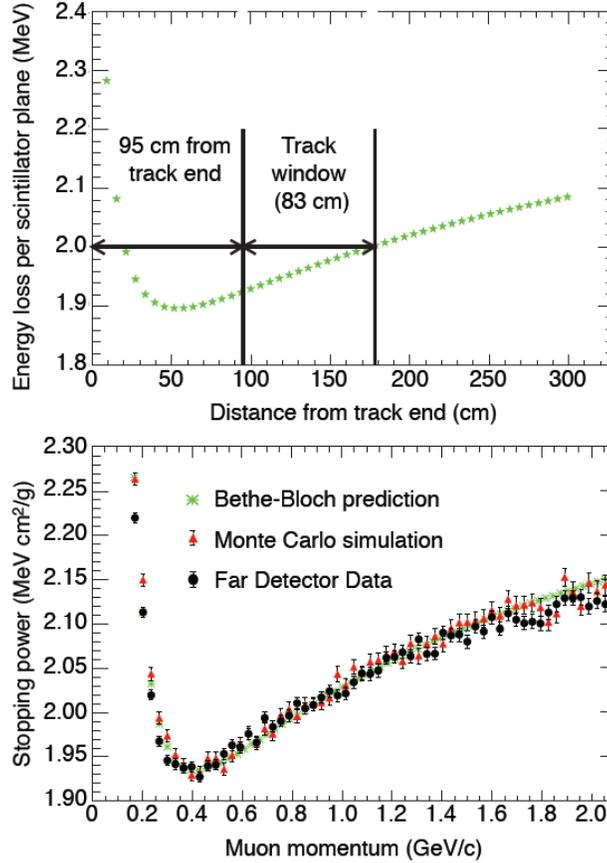 Energy loss per scintillator plane (MeV)
2.4
2.3
2.2
2.1
2.0
1.9
1.8
95 cm from
track end
Track
window
(83 cm)
0 50 100 150 200 250 300
Distance from track end (cm)
Stopping power (MeV cm²/g)
2.30
2.25
2.20
2.15
2.10
2.05
2.00
1.95
1.90
Bethe-Bloch prediction
Monte Carlo simulation
Far Detector Data
0 0.2 0.4 0.6 0.8 1.0 1.2 1.4 1.6 1.8 2.0
Muon momentum (GeV/c)